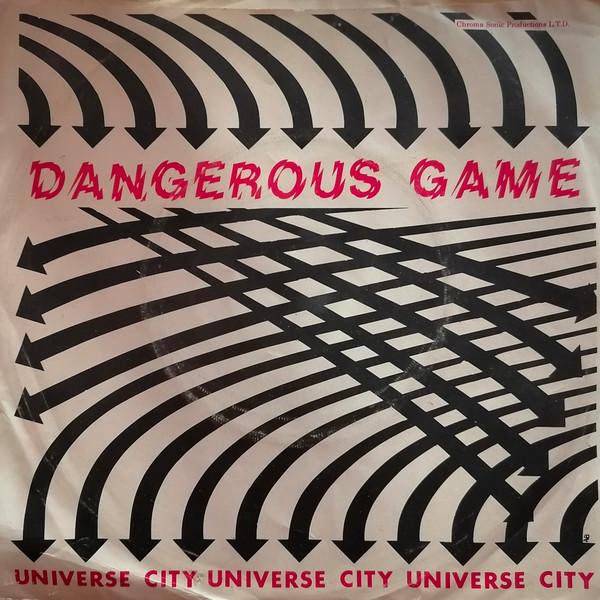 Chroma Sonic Productions L.T.D.
DANGEROUS GAME
UNIVERSE CITY UNIVERSE CITY UNIVERSE CITY